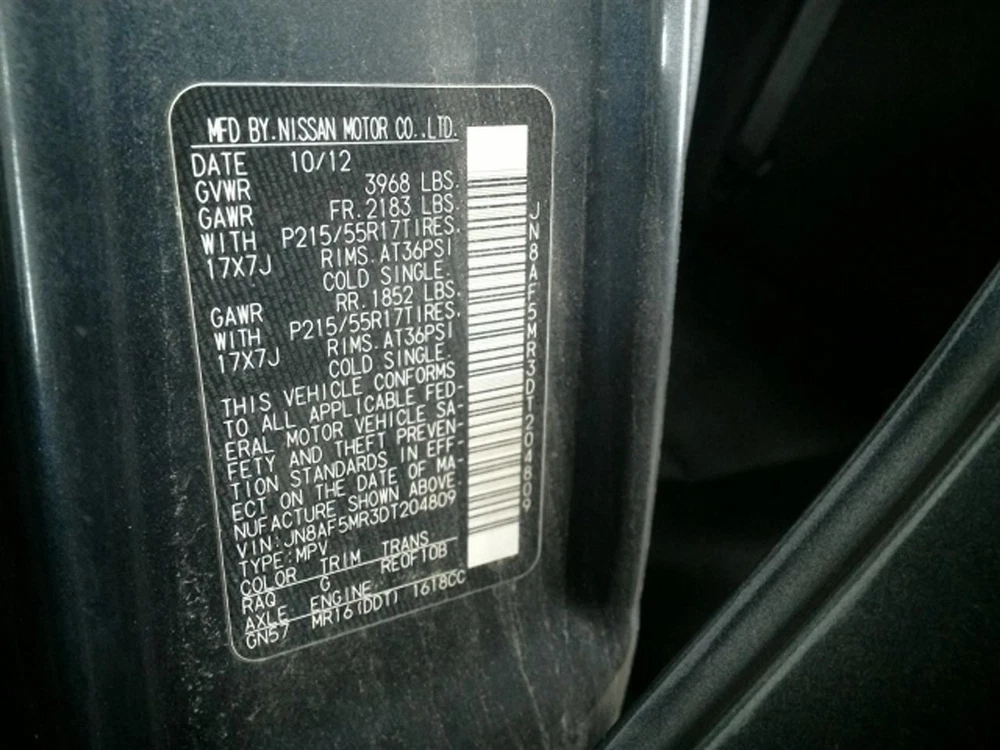 MFD BY.NISSAN MOTOR CO.,LTD.
DATE 10/12
GVWR 3968 LBS.
GAWR FR.2183 LBS.
WITH P215/55R17TIRES.
17X7J RIMS.AT36PSI
COLD SINGLE.
GAWR RR.1852 LBS.
WITH P215/55R17TIRES.
17X7J RIMS.AT36PSI
COLD SINGLE.
THIS VEHICLE CONFORMS
TO ALL APPLICABLE FED-
ERAL MOTOR VEHICLE SA-
FETY AND THEFT PREVEN-
TION STANDARDS IN EFF-
ECT ON THE DATE OF MA-
NUFACTURE SHOWN ABOVE.
VIN:JN8AF5MR3DT204809
TYPE:MPV
COLOR TRIM TRANS
RAQ G RE0F10B
AXLE ENGINE
GN57 MR16(DDT) 1618CC
JN8AF5MR3DT204809